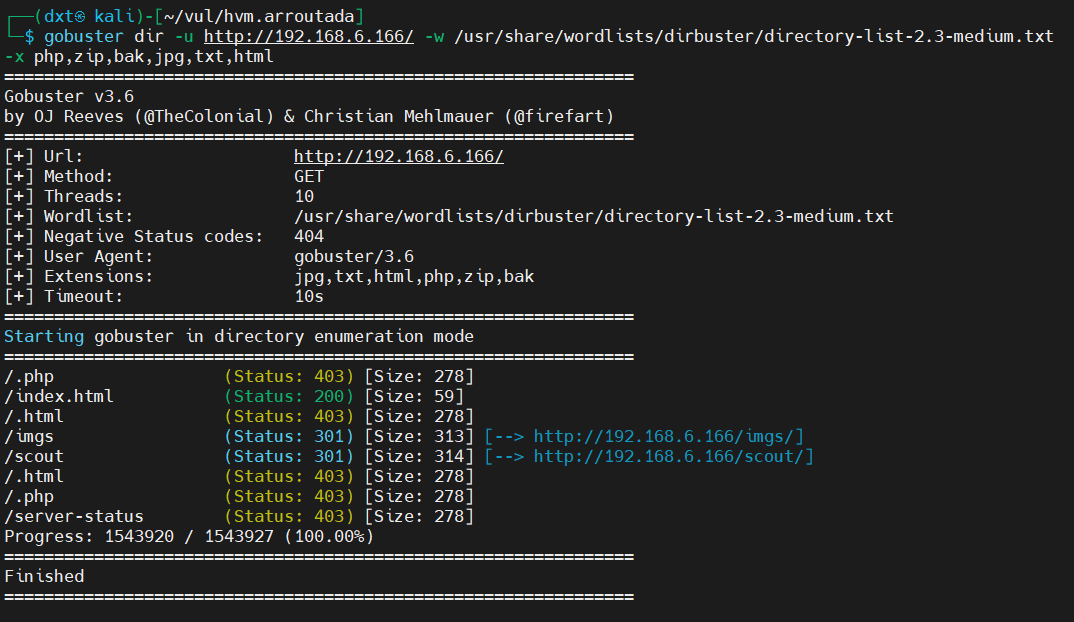 ┌──(dxt㉿kali)-[~/vul/hvm.arroutada]
└─$ gobuster dir -u http://192.168.6.166/ -w /usr/share/wordlists/dirbuster/directory-list-2.3-medium.txt
-x php,zip,bak,jpg,txt,html
===============================================================
Gobuster v3.6
by OJ Reeves (@TheColonial) & Christian Mehlmauer (@firefart)
===============================================================
[+] Url:                     http://192.168.6.166/
[+] Method:                  GET
[+] Threads:                 10
[+] Wordlist:                /usr/share/wordlists/dirbuster/directory-list-2.3-medium.txt
[+] Negative Status codes:   404
[+] User Agent:              gobuster/3.6
[+] Extensions:              jpg,txt,html,php,zip,bak
[+] Timeout:                 10s
===============================================================
Starting gobuster in directory enumeration mode
===============================================================
/.php                 (Status: 403) [Size: 278]
/index.html           (Status: 200) [Size: 59]
/.html                (Status: 403) [Size: 278]
/imgs                 (Status: 301) [Size: 313] [--> http://192.168.6.166/imgs/]
/scout                (Status: 301) [Size: 314] [--> http://192.168.6.166/scout/]
/.html                (Status: 403) [Size: 278]
/.php                 (Status: 403) [Size: 278]
/server-status        (Status: 403) [Size: 278]
Progress: 1543920 / 1543927 (100.00%)
===============================================================
Finished
===============================================================